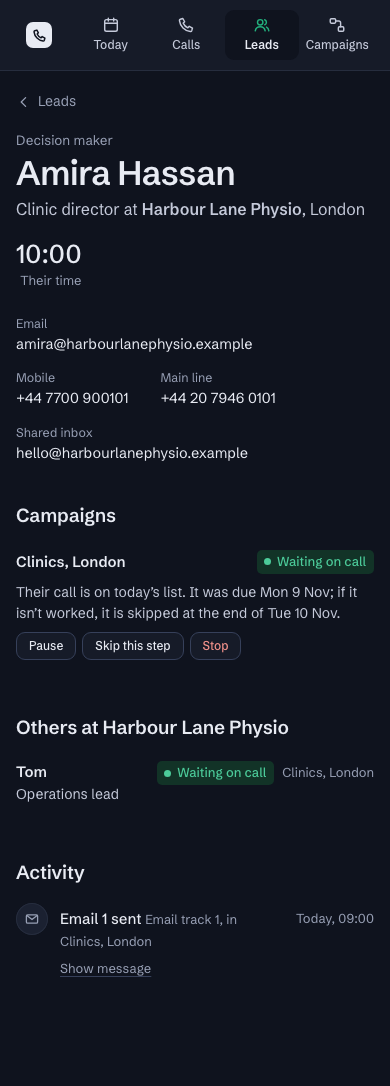 Today
Calls
Leads
Campaigns
Leads
Decision maker
Amira Hassan
Clinic director at Harbour Lane Physio, London
10:00
Their time
Email
amira@harbourlanephysio.example
Mobile
Main line
+44 7700 900101
+44 20 7946 0101
Shared inbox
hello@harbourlanephysio.example
Campaigns
Clinics, London
Waiting on call
Their call is on today’s list. It was due Mon 9 Nov; if it
isn’t worked, it is skipped at the end of Tue 10 Nov.
Pause
Skip this step
Stop
Others at Harbour Lane Physio
Tom
Waiting on call
Clinics, London
Operations lead
Activity
Email 1 sent Email track 1, in
Today, 09:00
Clinics, London
Show message